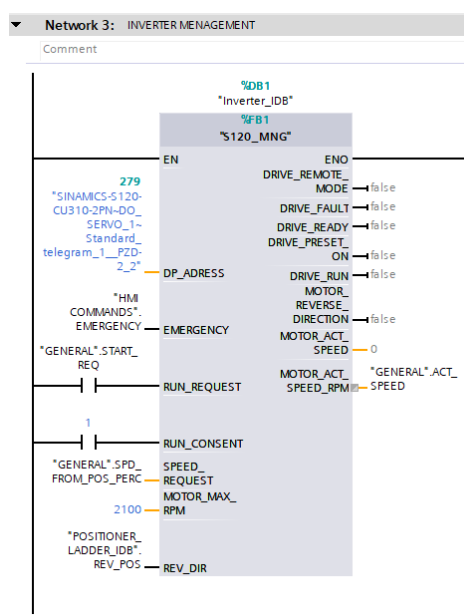 Network 3: INVERTER MENAGEMENT
Comment
%DB1
"Inverter_IDB"
%FB1
"S120_MNG"
EN
ENO
279
"SINAMICS-S120-
CU310-2PN~DO_
SERVO_1~
Standard_
telegram_1__PZD-
2_2"
DP_ADRESS
"HMI
COMMANDS".
EMERGENCY
EMERGENCY
"GENERAL".START_
REQ
RUN_REQUEST
1
RUN_CONSENT
"GENERAL".SPD_
FROM_POS_PERC
SPEED_
REQUEST
2100
MOTOR_MAX_
RPM
"POSITIONER_
LADDER_IDB".
REV_POS
REV_DIR
DRIVE_REMOTE_
MODE
false
DRIVE_FAULT
false
DRIVE_READY
false
DRIVE_PRESET_
ON
false
DRIVE_RUN
false
MOTOR_
REVERSE_
DIRECTION
false
MOTOR_ACT_
SPEED
0
MOTOR_ACT_
SPEED_RPM
"GENERAL".ACT_
SPEED